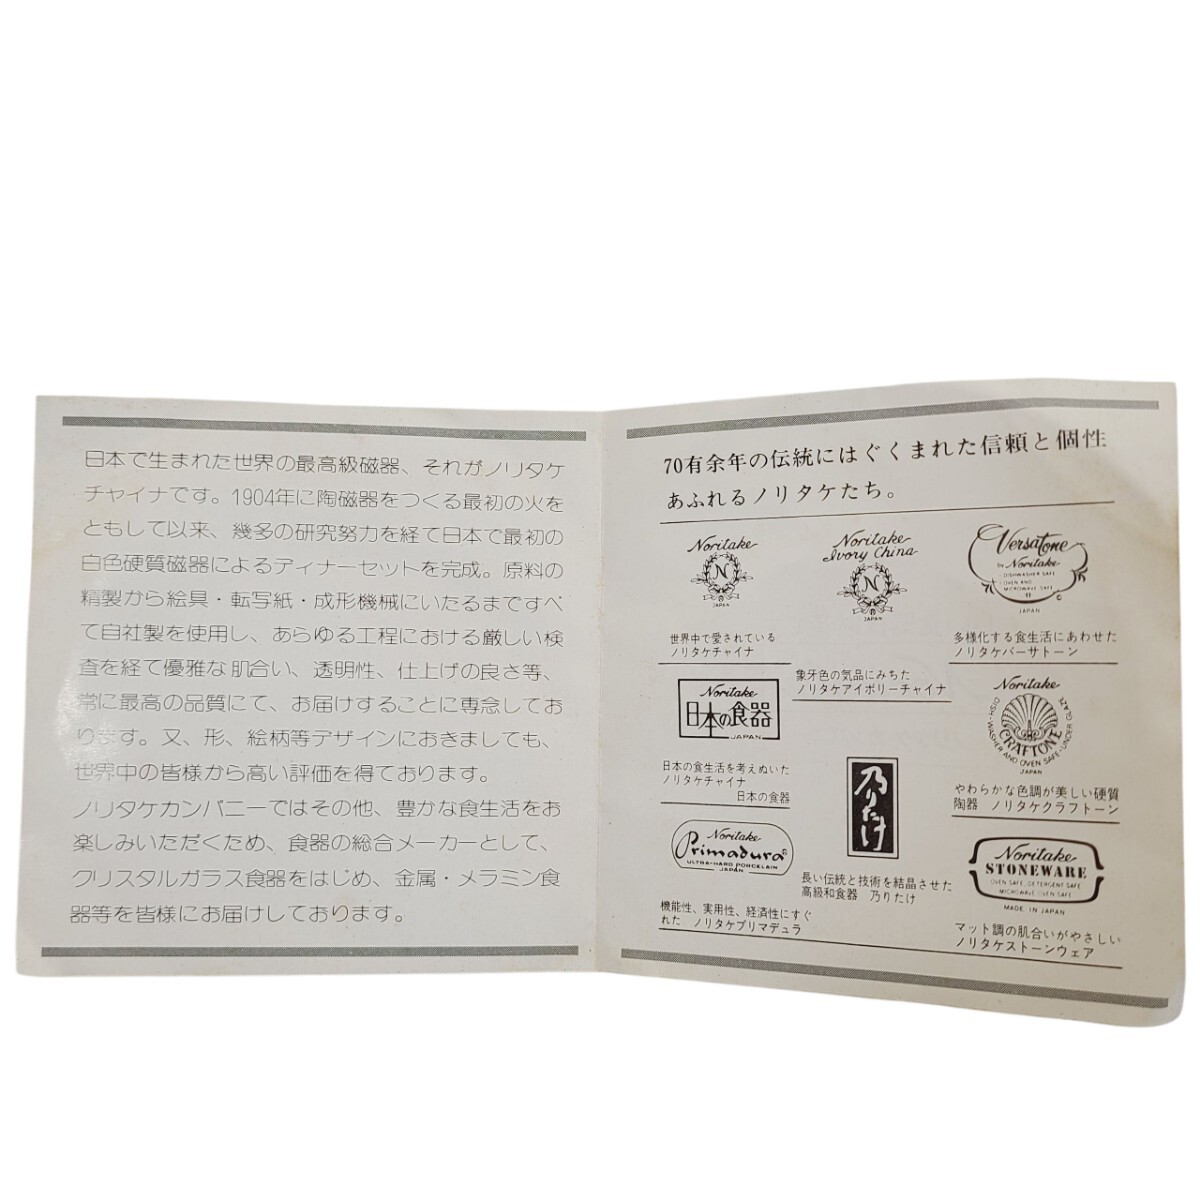 日本で生まれた世界の最高級磁器、それがノリタケ
チャイナです。1904年に陶磁器をつくる最初の火を
ともして以来、幾多の研究努力を経て日本で最初の
白色硬質磁器によるディナーセットを完成。原料の
精製から絵具・転写紙・成形機械にいたるまですべ
て自社製を使用し、あらゆる工程における厳しい検
査を経て優雅な肌合い、透明性、仕上げの良さ等、
常に最高の品質にて、お届けすることに専念してお
ります。又、形、絵柄等デザインにおきましても、
世界中の皆様から高い評価を得ております。
ノリタケカンパニーではその他、豊かな食生活をお
楽しみいただくため、食器の総合メーカーとして、
クリスタルガラス食器をはじめ、金属・メラミン食
器等を皆様にお届けしております。
70有余年の伝統にはぐくまれた信頼と個性
あふれるノリタケたち。
Noritake
N
JAPAN
世界中で愛されている
ノリタケチャイナ
Noritake
Ivory China
N
JAPAN
象牙色の気品にみちた
ノリタケアイボリーチャイナ
Versatone
by Noritake
DISHWASHER SAFE
OVEN AND
MICROWAVE SAFE
©
JAPAN
多様化する食生活にあわせた
ノリタケバーサトーン
Noritake
日本の食器
JAPAN
日本の食生活を考えぬいた
ノリタケチャイナ
日本の食器
乃りたけ
長い伝統と技術を結晶させた
高級和食器 乃りたけ
Noritake
CRAFTONE
DISH-WASHER AND OVEN SAFE・UNDER GLAZE
JAPAN
やわらかな色調が美しい硬質
陶器 ノリタケクラフトーン
Noritake
Primadura®
ULTRA-HARD PORCELAIN
JAPAN
機能性、実用性、経済性にすぐ
れた ノリタケプリマデュラ
Noritake
STONEWARE
OVEN SAFE, DETERGENT SAFE
MICROWAVE OVEN SAFE
MADE IN JAPAN
マット調の肌合いがやさしい
ノリタケストーンウェア